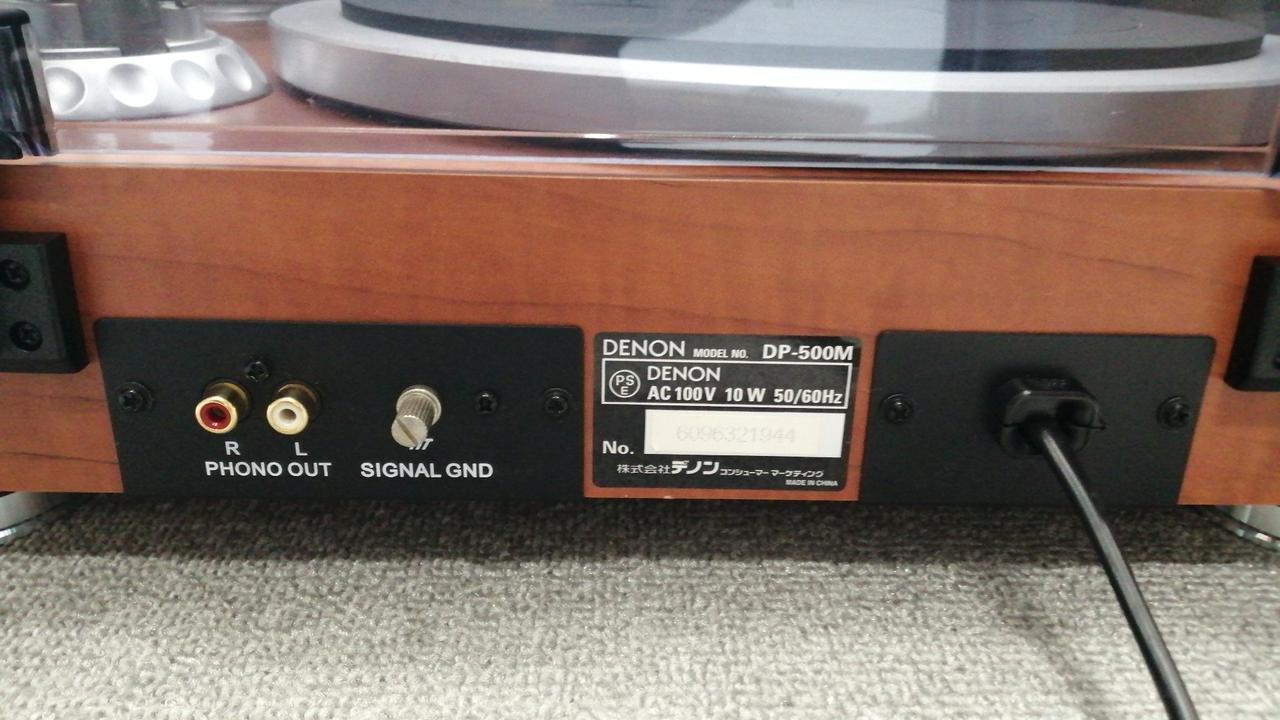 R L
PHONO OUT
SIGNAL GND
DENON MODEL NO. DP-500M
PS
E
DENON
AC 100V 10W 50/60Hz
No. 6096321944
株式会社デノン コンシューマー マーケティング
MADE IN CHINA